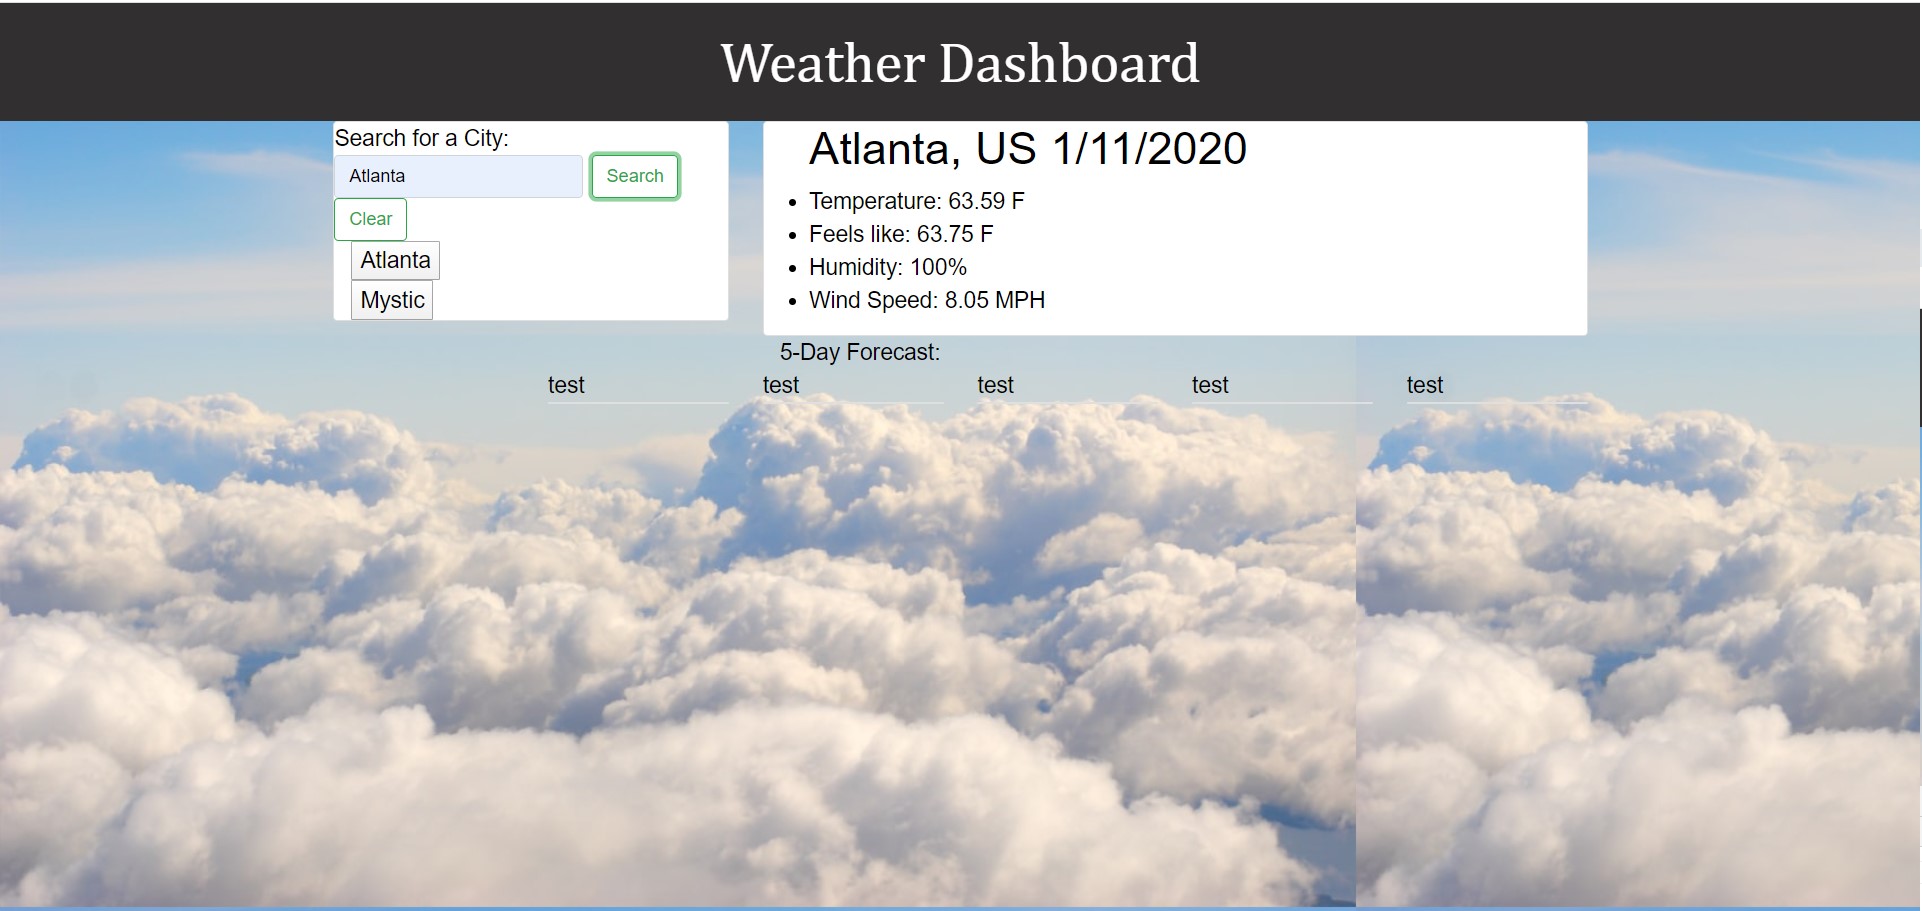 Weather Dashboard
Search for a City:
Atlanta
Search
Clear
Atlanta
Mystic
Atlanta, US 1/11/2020
Temperature: 63.59 F
Feels like: 63.75 F
Humidity: 100%
Wind Speed: 8.05 MPH
5-Day Forecast:
test test test test test